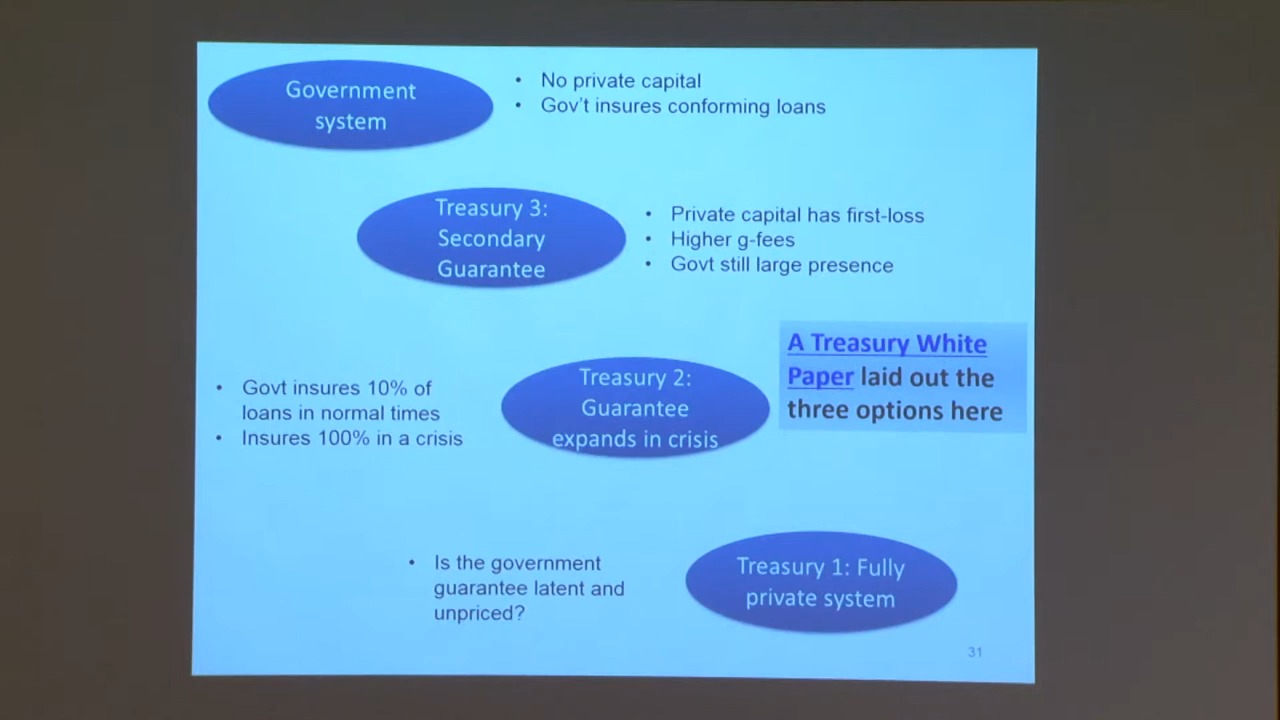 Government
system
• No private capital
• Gov't insures conforming loans
Treasury 3:
Secondary
Guarantee
• Private capital has first-loss
• Higher g-fees
• Govt still large presence
A Treasury White
Paper laid out the
three options here
• Govt insures 10% of
loans in normal times
• Insures 100% in a crisis
Treasury 2:
Guarantee
expands in crisis
• Is the government
guarantee latent and
unpriced?
Treasury 1: Fully
private system
31